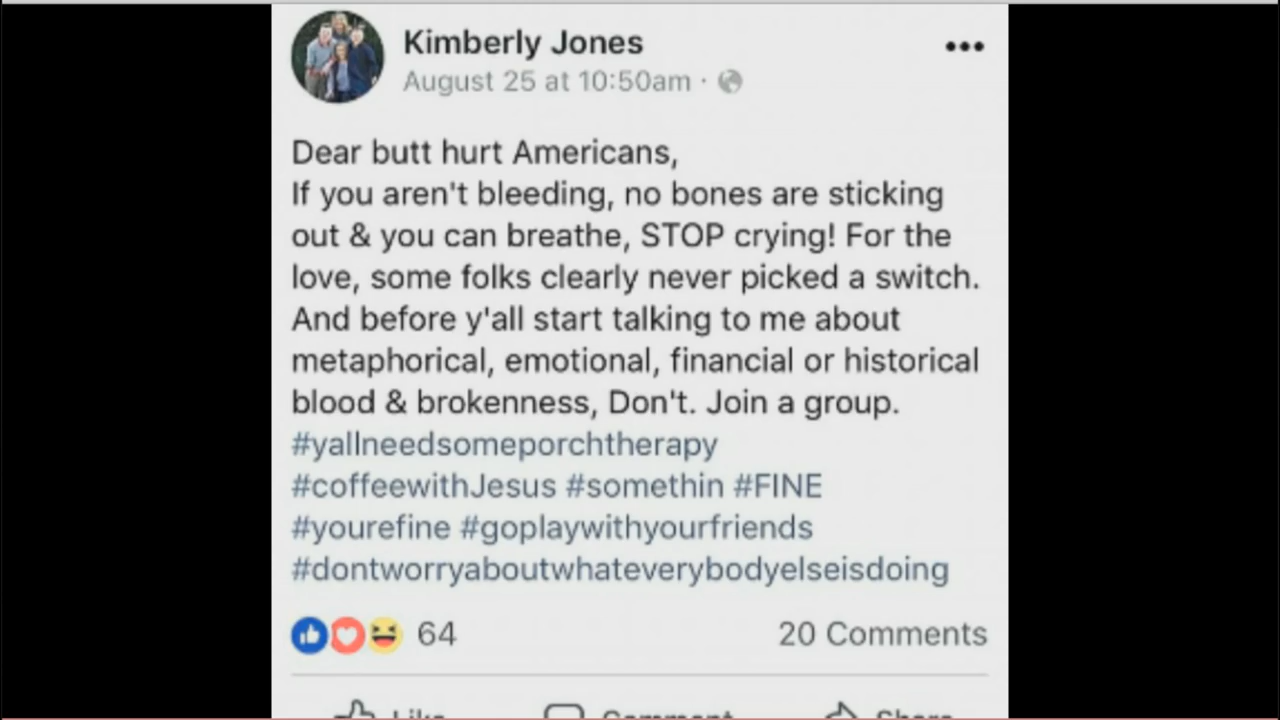 Kimberly Jones
August 25 at 10:50am ·
Dear butt hurt Americans,
If you aren't bleeding, no bones are sticking
out & you can breathe, STOP crying! For the
love, some folks clearly never picked a switch.
And before y'all start talking to me about
metaphorical, emotional, financial or historical
blood & brokenness, Don't. Join a group.
#yallneedsomeporchtherapy
#coffeewithJesus #somethin #FINE
#yourefine #goplaywithyourfriends
#dontworryaboutwhateverybodyelseisdoing
64 20 Comments
Like Comment Share